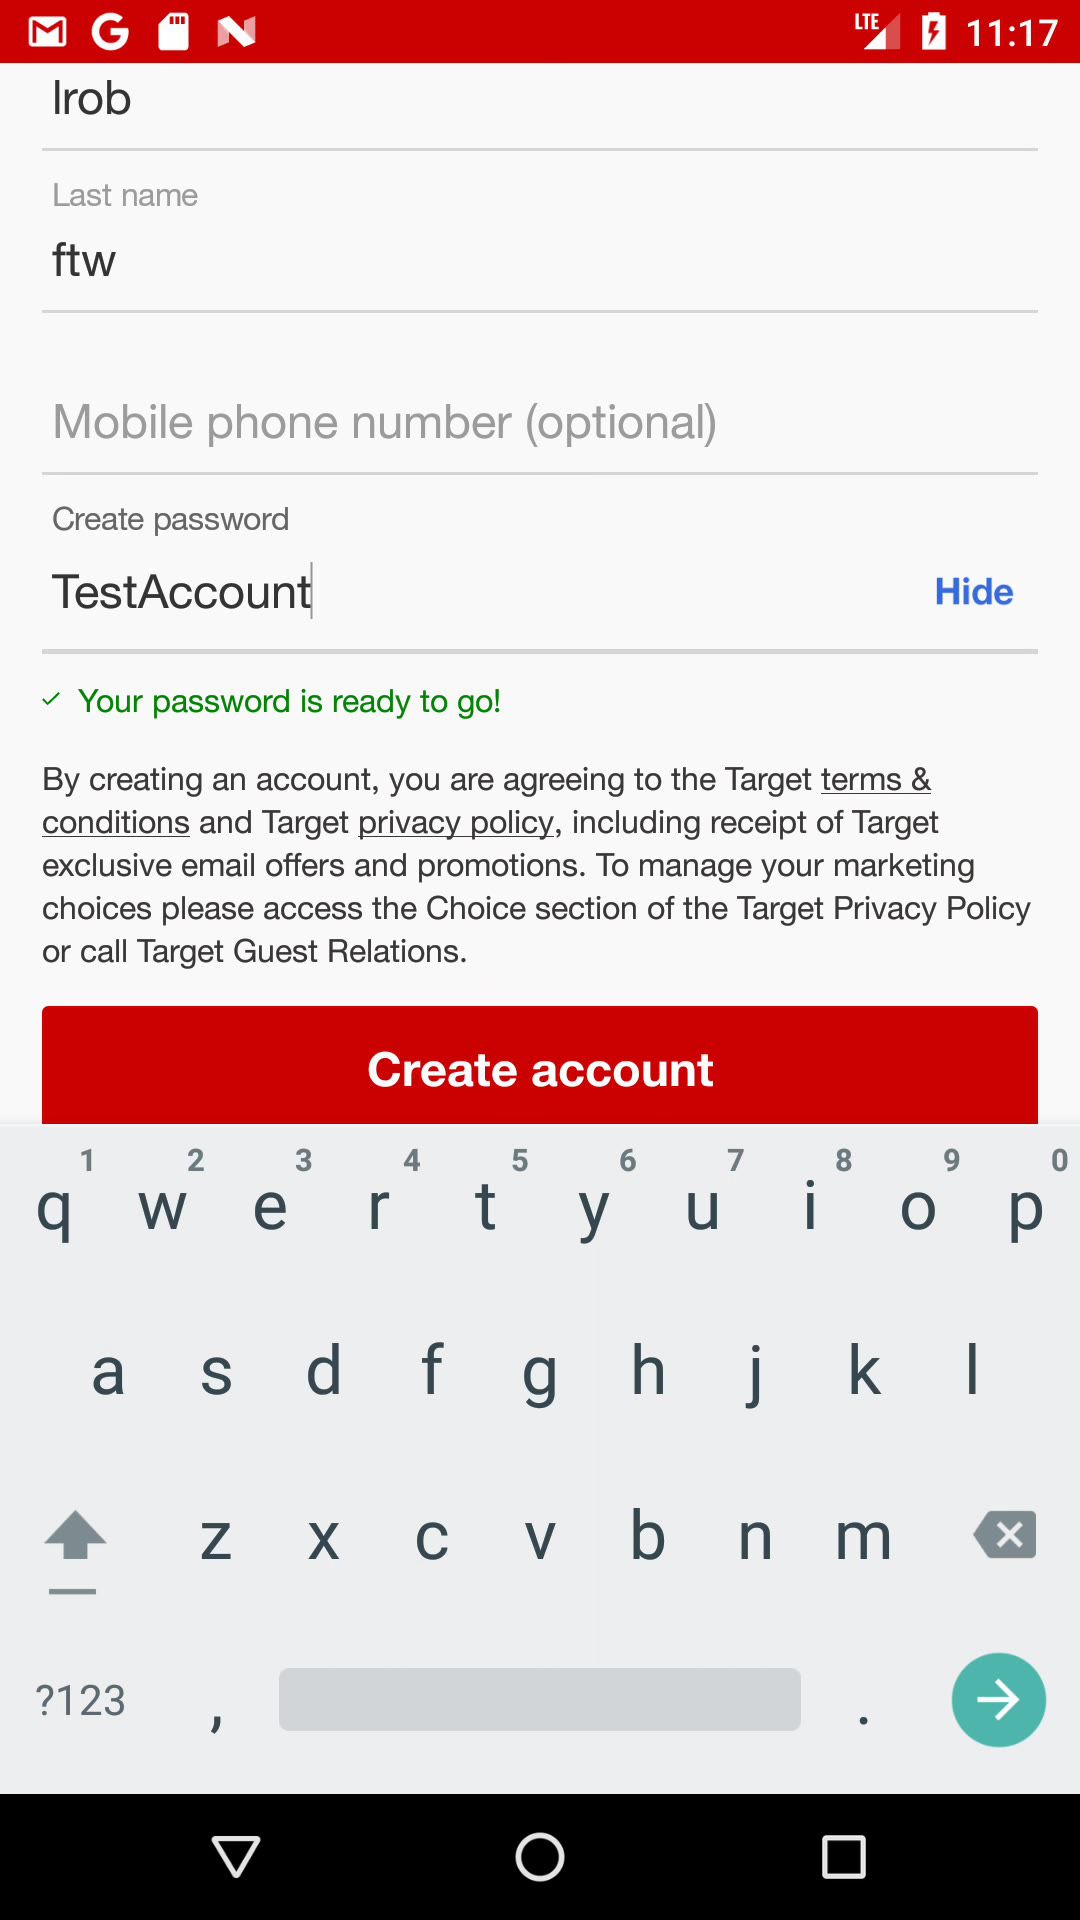 LTE 11:17
lrob
Last name
ftw
Mobile phone number (optional)
Create password
TestAccount
Hide
Your password is ready to go!
By creating an account, you are agreeing to the Target terms &
conditions and Target privacy policy, including receipt of Target
exclusive email offers and promotions. To manage your marketing
choices please access the Choice section of the Target Privacy Policy
or call Target Guest Relations.
Create account
1 2 3 4 5 6 7 8 9 0
q w e r t y u i o p
a s d f g h j k l
z x c v b n m
?123 , .